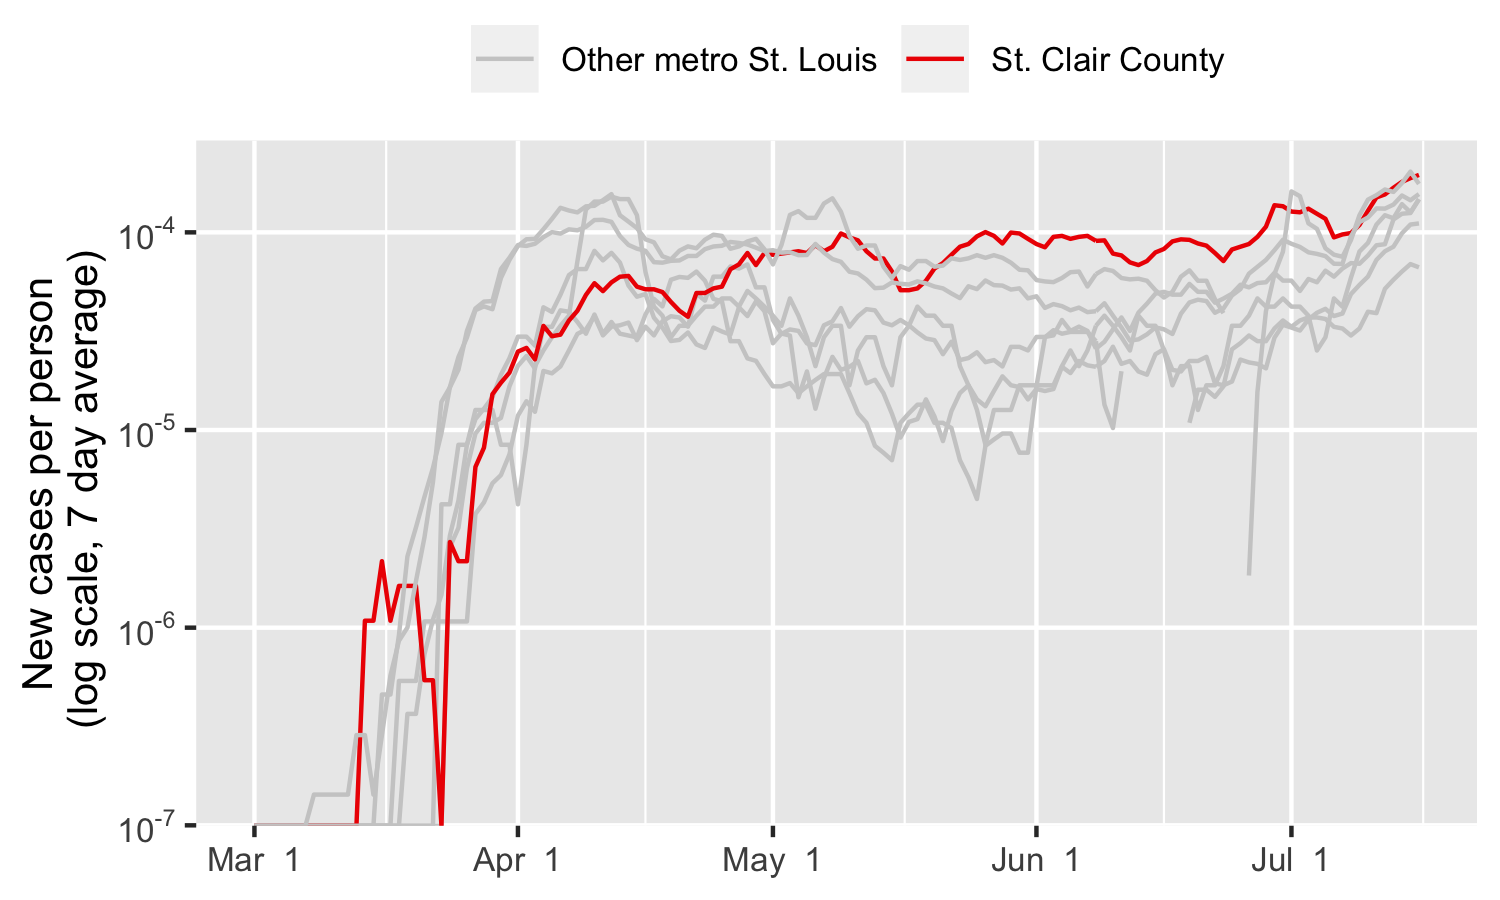 Other metro St. Louis St. Clair County
New cases per person
(log scale, 7 day average)
10⁻⁴
10⁻⁵
10⁻⁶
10⁻⁷
Mar 1 Apr 1 May 1 Jun 1 Jul 1